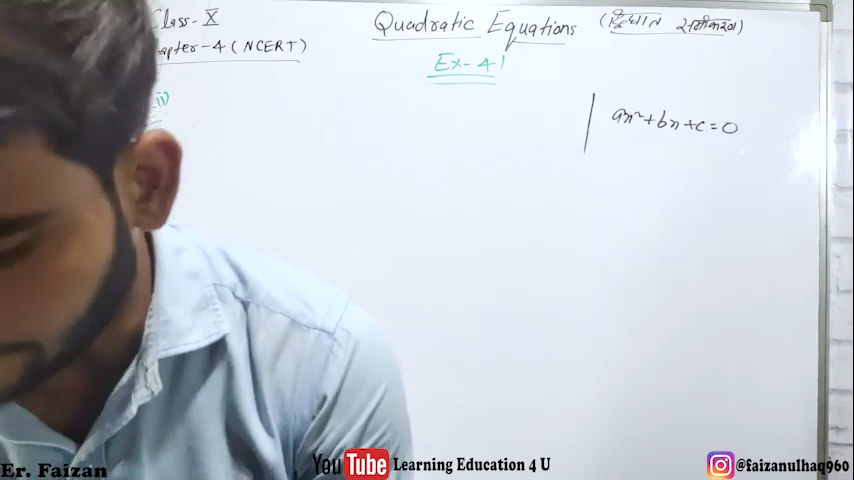 Class-X
Chapter-4 (NCERT)
Quadratic Equations (द्विघात समीकरण)
Ex-4.1
ax²+bx+c=0
Er. Faizan
YouTube Learning Education 4 U
@faizanulhaq960